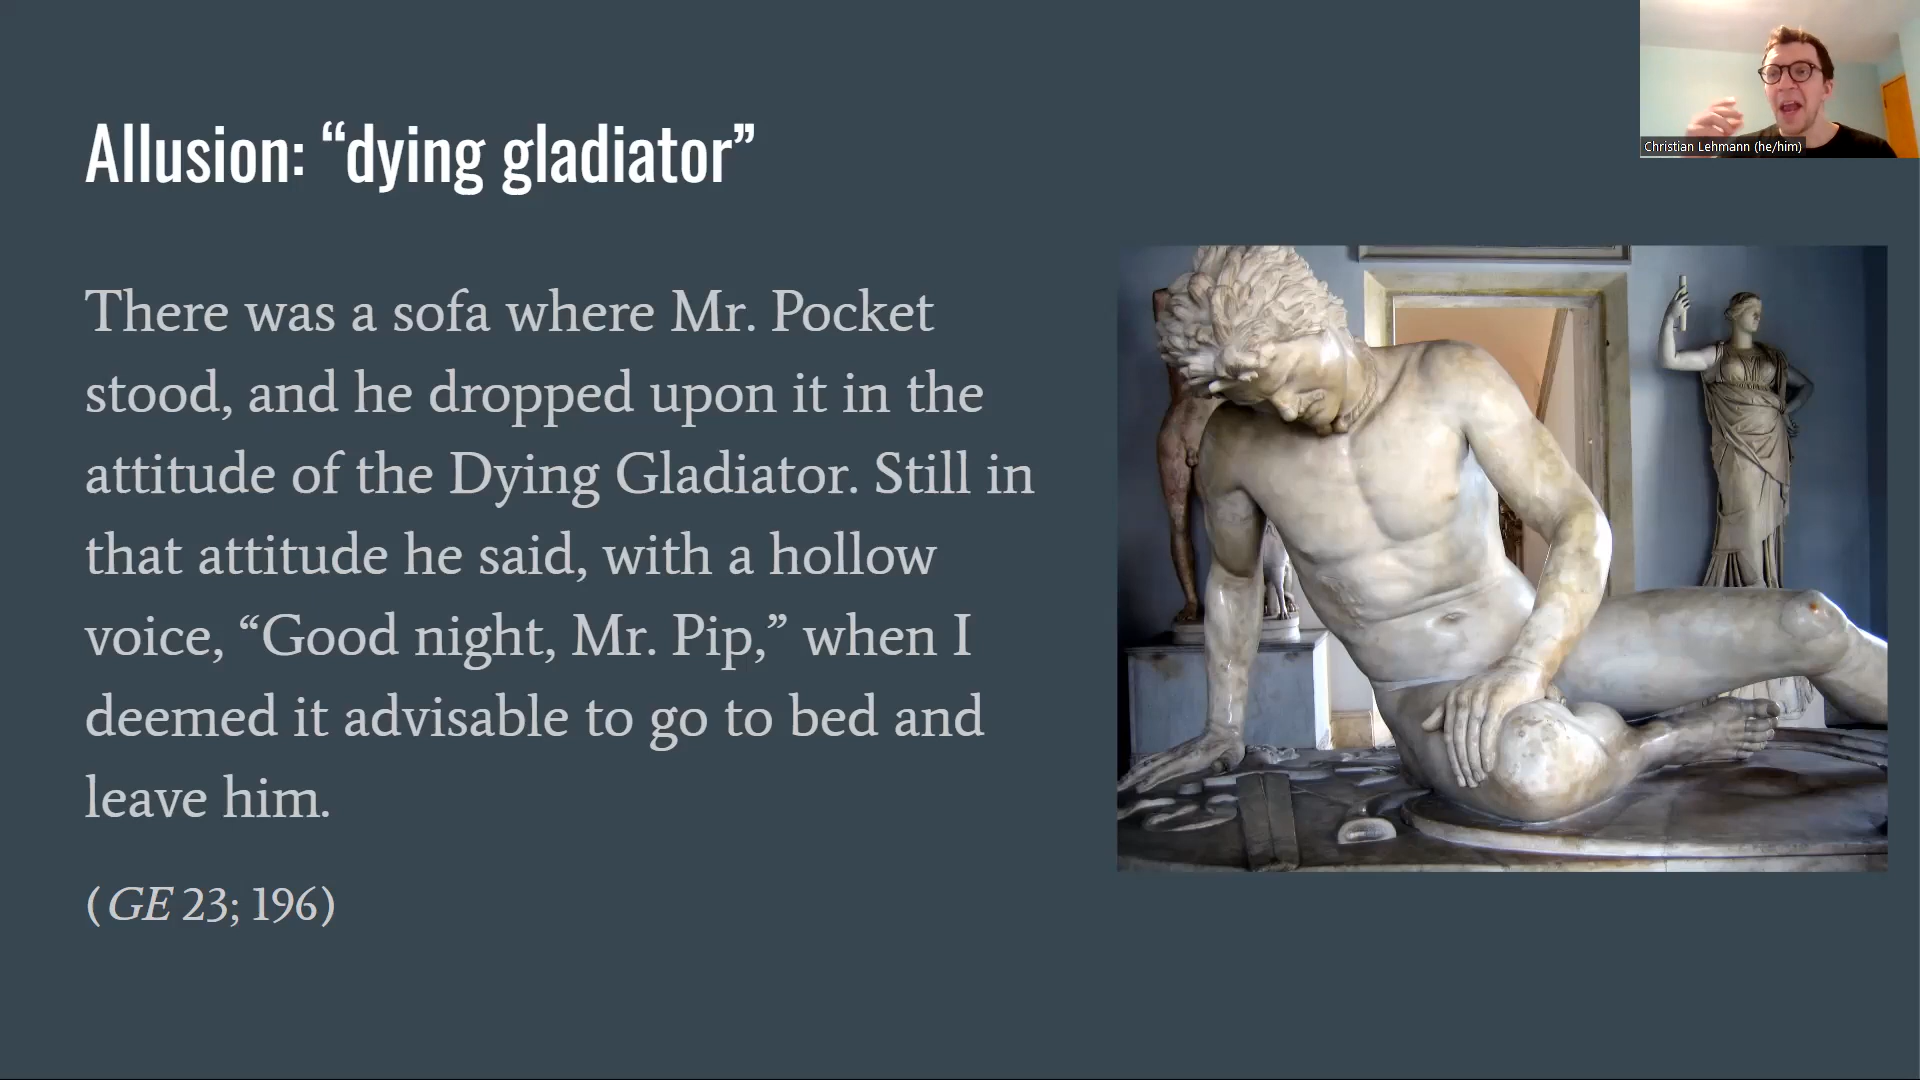 Christian Lehmann (he/him)
Allusion: “dying gladiator”
There was a sofa where Mr. Pocket
stood, and he dropped upon it in the
attitude of the Dying Gladiator. Still in
that attitude he said, with a hollow
voice, “Good night, Mr. Pip,” when I
deemed it advisable to go to bed and
leave him.
(GE 23; 196)